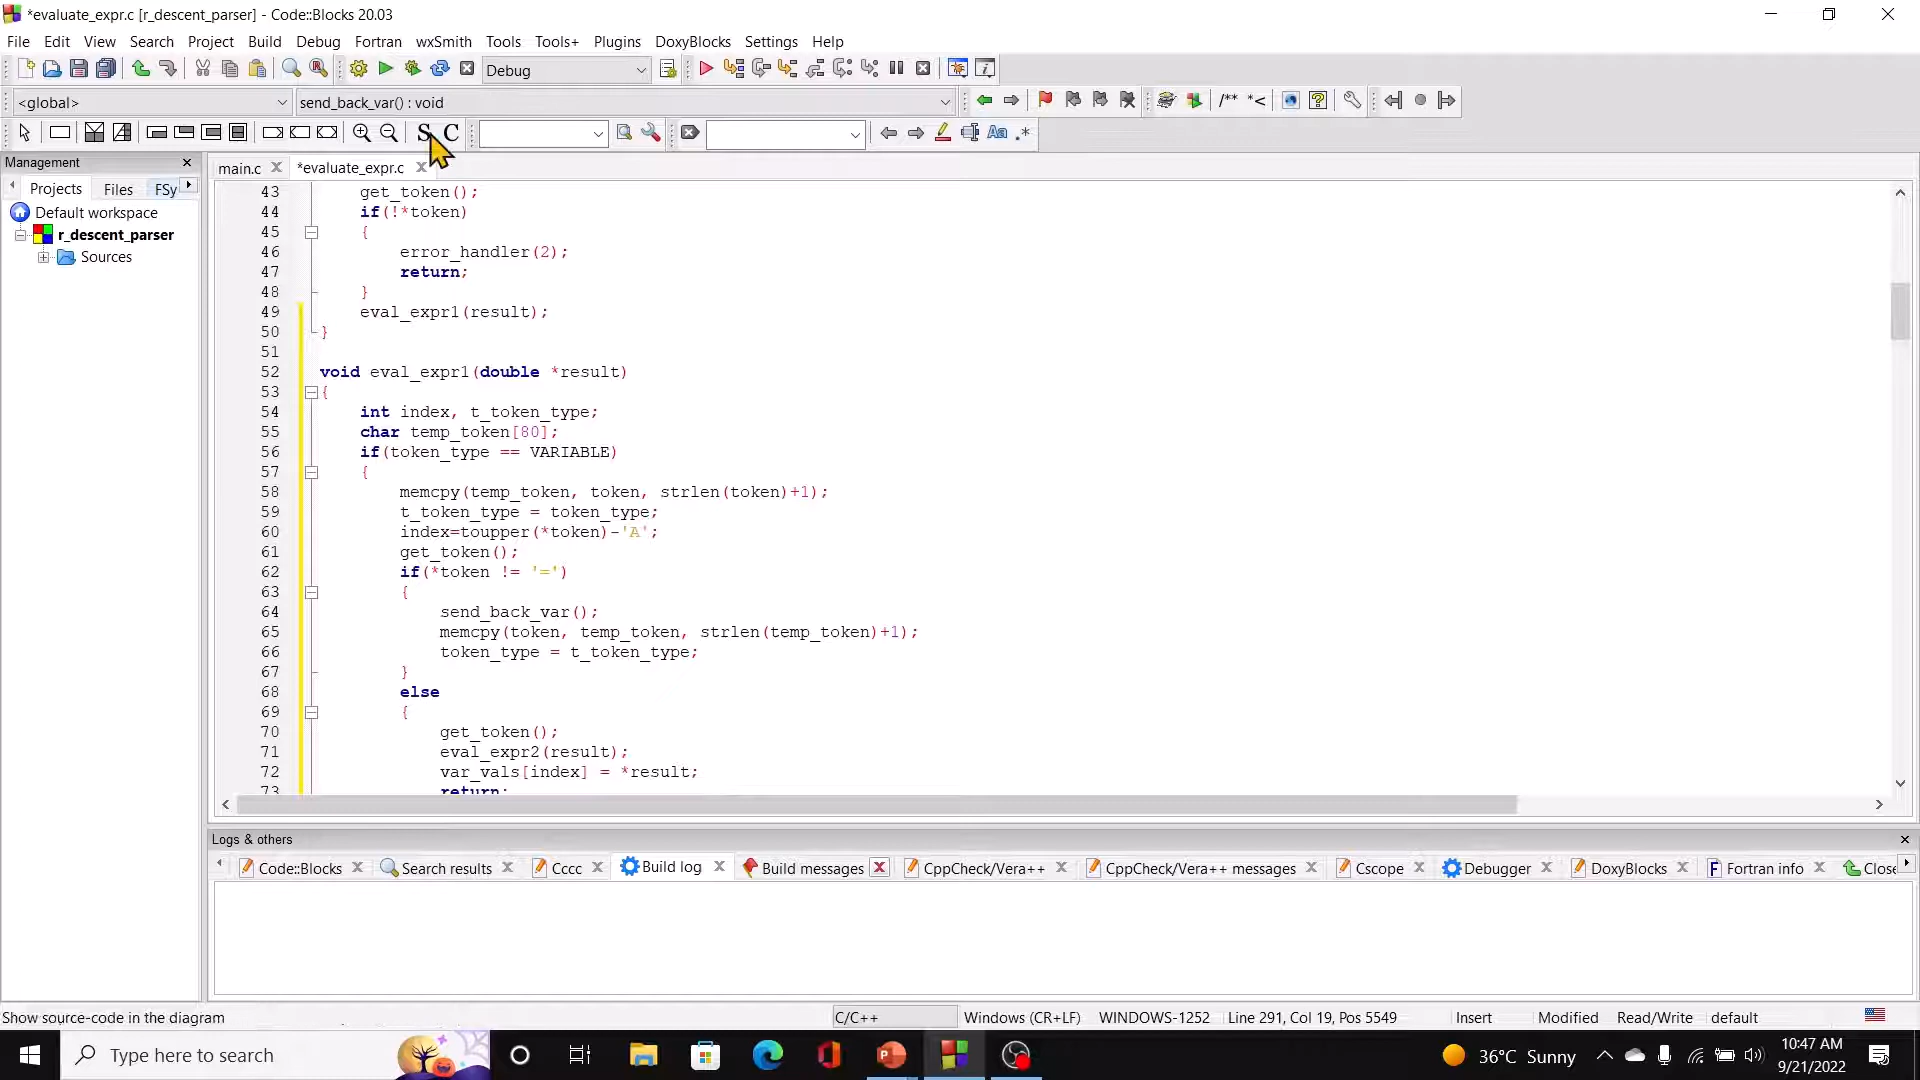 *evaluate_expr.c [r_descent_parser] - Code::Blocks 20.03
File Edit View Search Project Build Debug Fortran wxSmith Tools Tools+ Plugins DoxyBlocks Settings Help
Debug
<global> send_back_var() : void
/** *<
S C Aa .*
Management
main.c *evaluate_expr.c
Projects Files FSy
Default workspace
r_descent_parser
Sources
43 get_token();
44 if(!*token)
45 {
46 error_handler(2);
47 return;
48 }
49 eval_expr1(result);
50 }
51
52 void eval_expr1(double *result)
53 {
54 int index, t_token_type;
55 char temp_token[80];
56 if(token_type == VARIABLE)
57 {
58 memcpy(temp_token, token, strlen(token)+1);
59 t_token_type = token_type;
60 index=toupper(*token)-'A';
61 get_token();
62 if(*token != '=')
63 {
64 send_back_var();
65 memcpy(token, temp_token, strlen(temp_token)+1);
66 token_type = t_token_type;
67 }
68 else
69 {
70 get_token();
71 eval_expr2(result);
72 var_vals[index] = *result;
73 return;
Logs & others
Code::Blocks Search results Cccc Build log Build messages CppCheck/Vera++ CppCheck/Vera++ messages Cscope Debugger DoxyBlocks Fortran info Close
Show source-code in the diagram C/C++ Windows (CR+LF) WINDOWS-1252 Line 291, Col 19, Pos 5549 Insert Modified Read/Write default
Type here to search 36°C Sunny 10:47 AM
9/21/2022